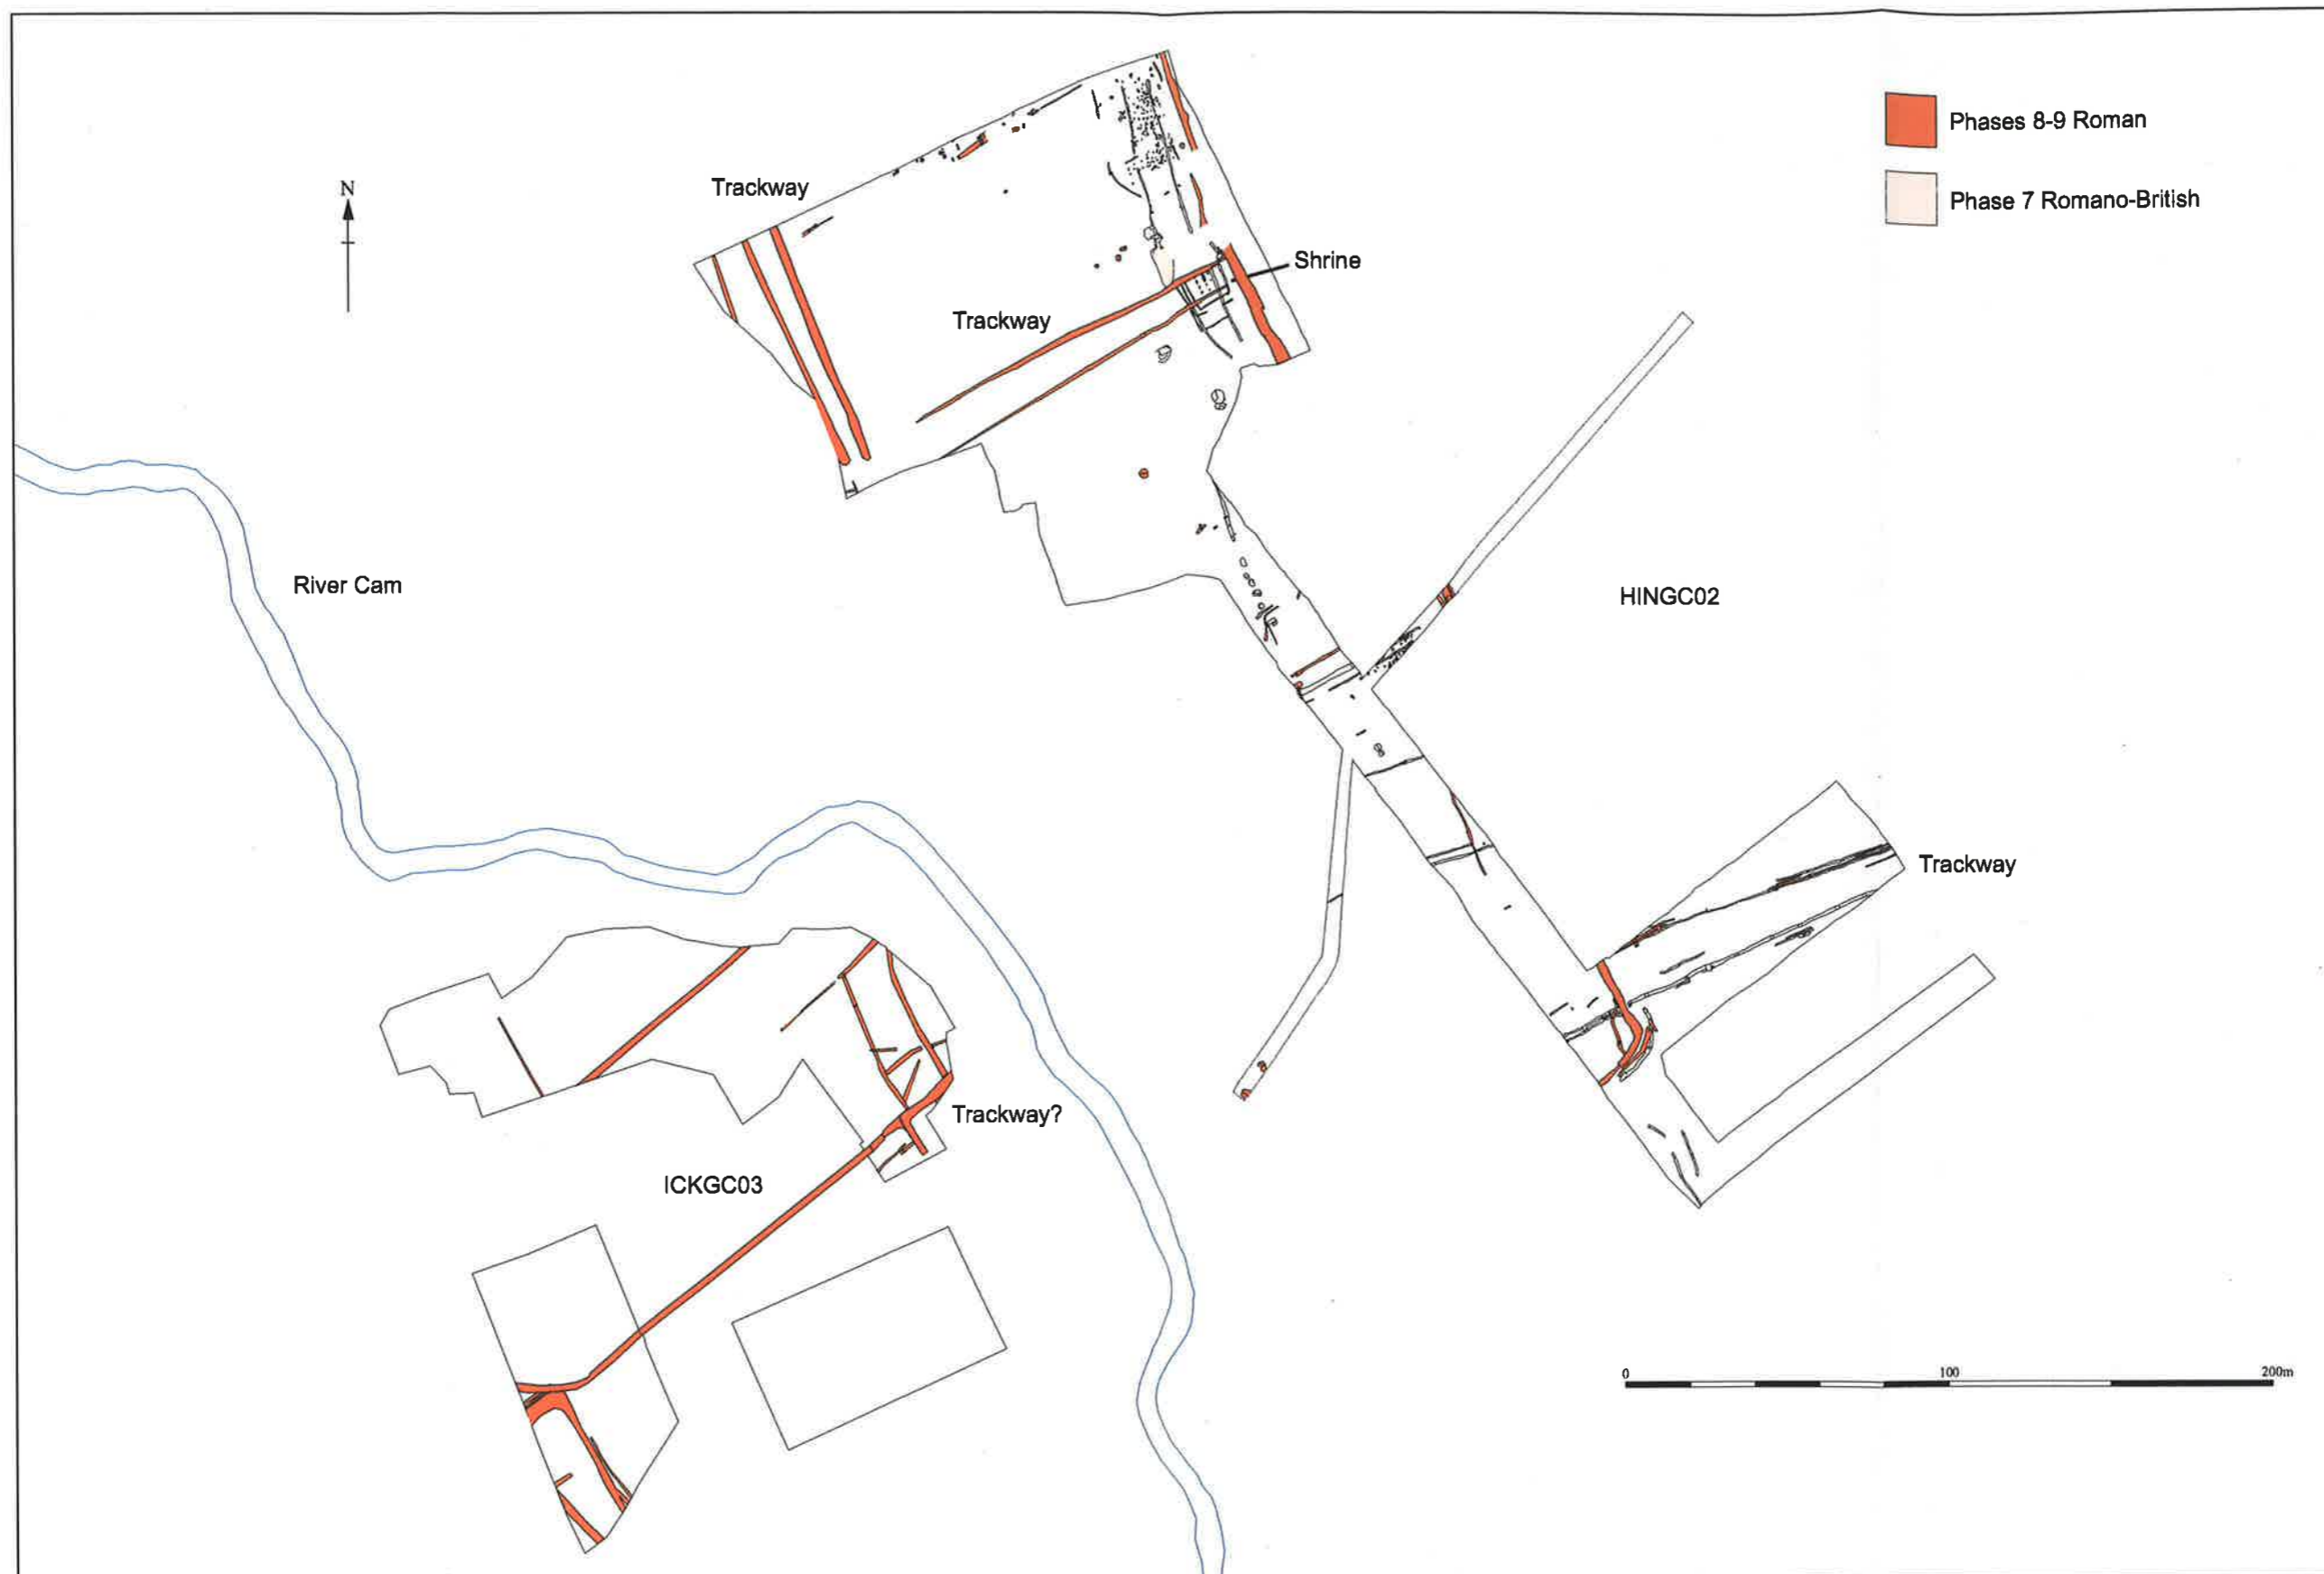 Phases 8-9 Roman
Phase 7 Romano-British
N
Trackway
Shrine
Trackway
River Cam
HINGC02
Trackway
Trackway?
ICKGC03
0 100 200m